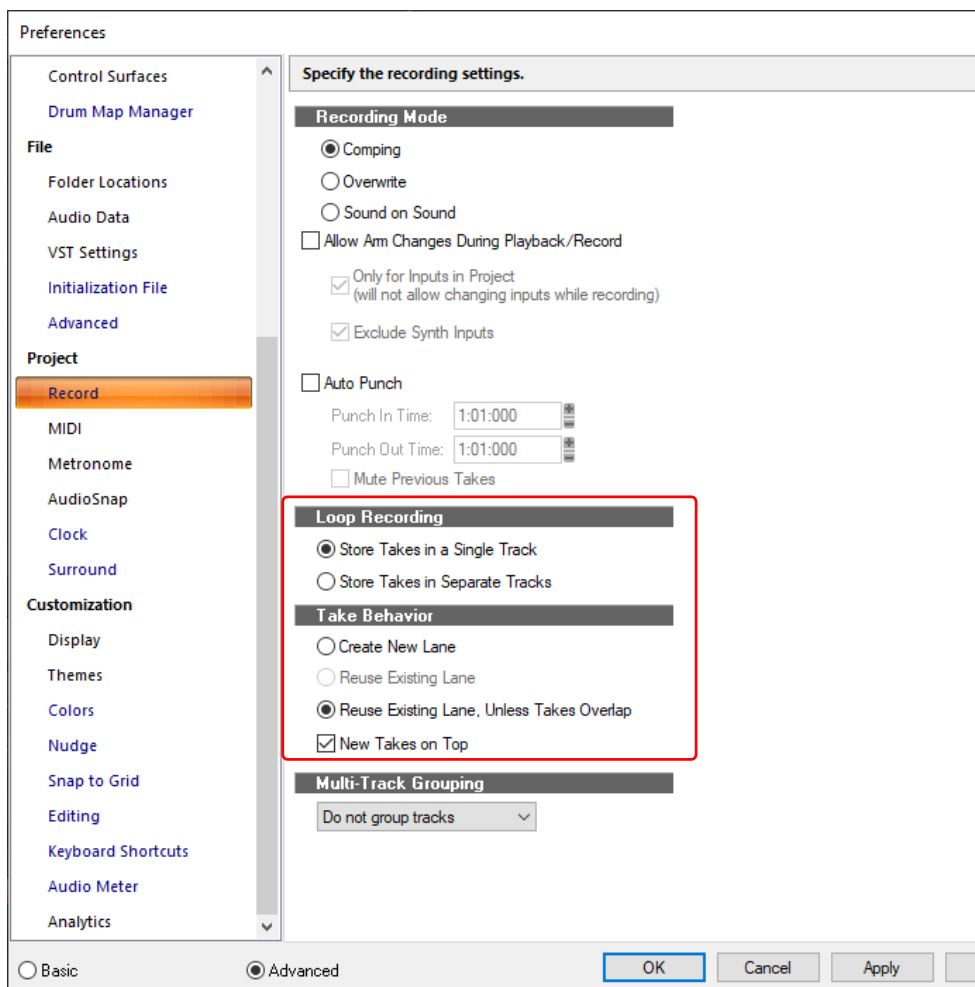 Preferences
Control Surfaces
Drum Map Manager
File
Folder Locations
Audio Data
VST Settings
Initialization File
Advanced
Project
Record
MIDI
Metronome
AudioSnap
Clock
Surround
Customization
Display
Themes
Colors
Nudge
Snap to Grid
Editing
Keyboard Shortcuts
Audio Meter
Analytics
Specify the recording settings.
Recording Mode
Comping
Overwrite
Sound on Sound
Allow Arm Changes During Playback/Record
Only for Inputs in Project
(will not allow changing inputs while recording)
Exclude Synth Inputs
Auto Punch
Punch In Time: 1:01:000
Punch Out Time: 1:01:000
Mute Previous Takes
Loop Recording
Store Takes in a Single Track
Store Takes in Separate Tracks
Take Behavior
Create New Lane
Reuse Existing Lane
Reuse Existing Lane, Unless Takes Overlap
New Takes on Top
Multi-Track Grouping
Do not group tracks
Basic
Advanced
OK
Cancel
Apply